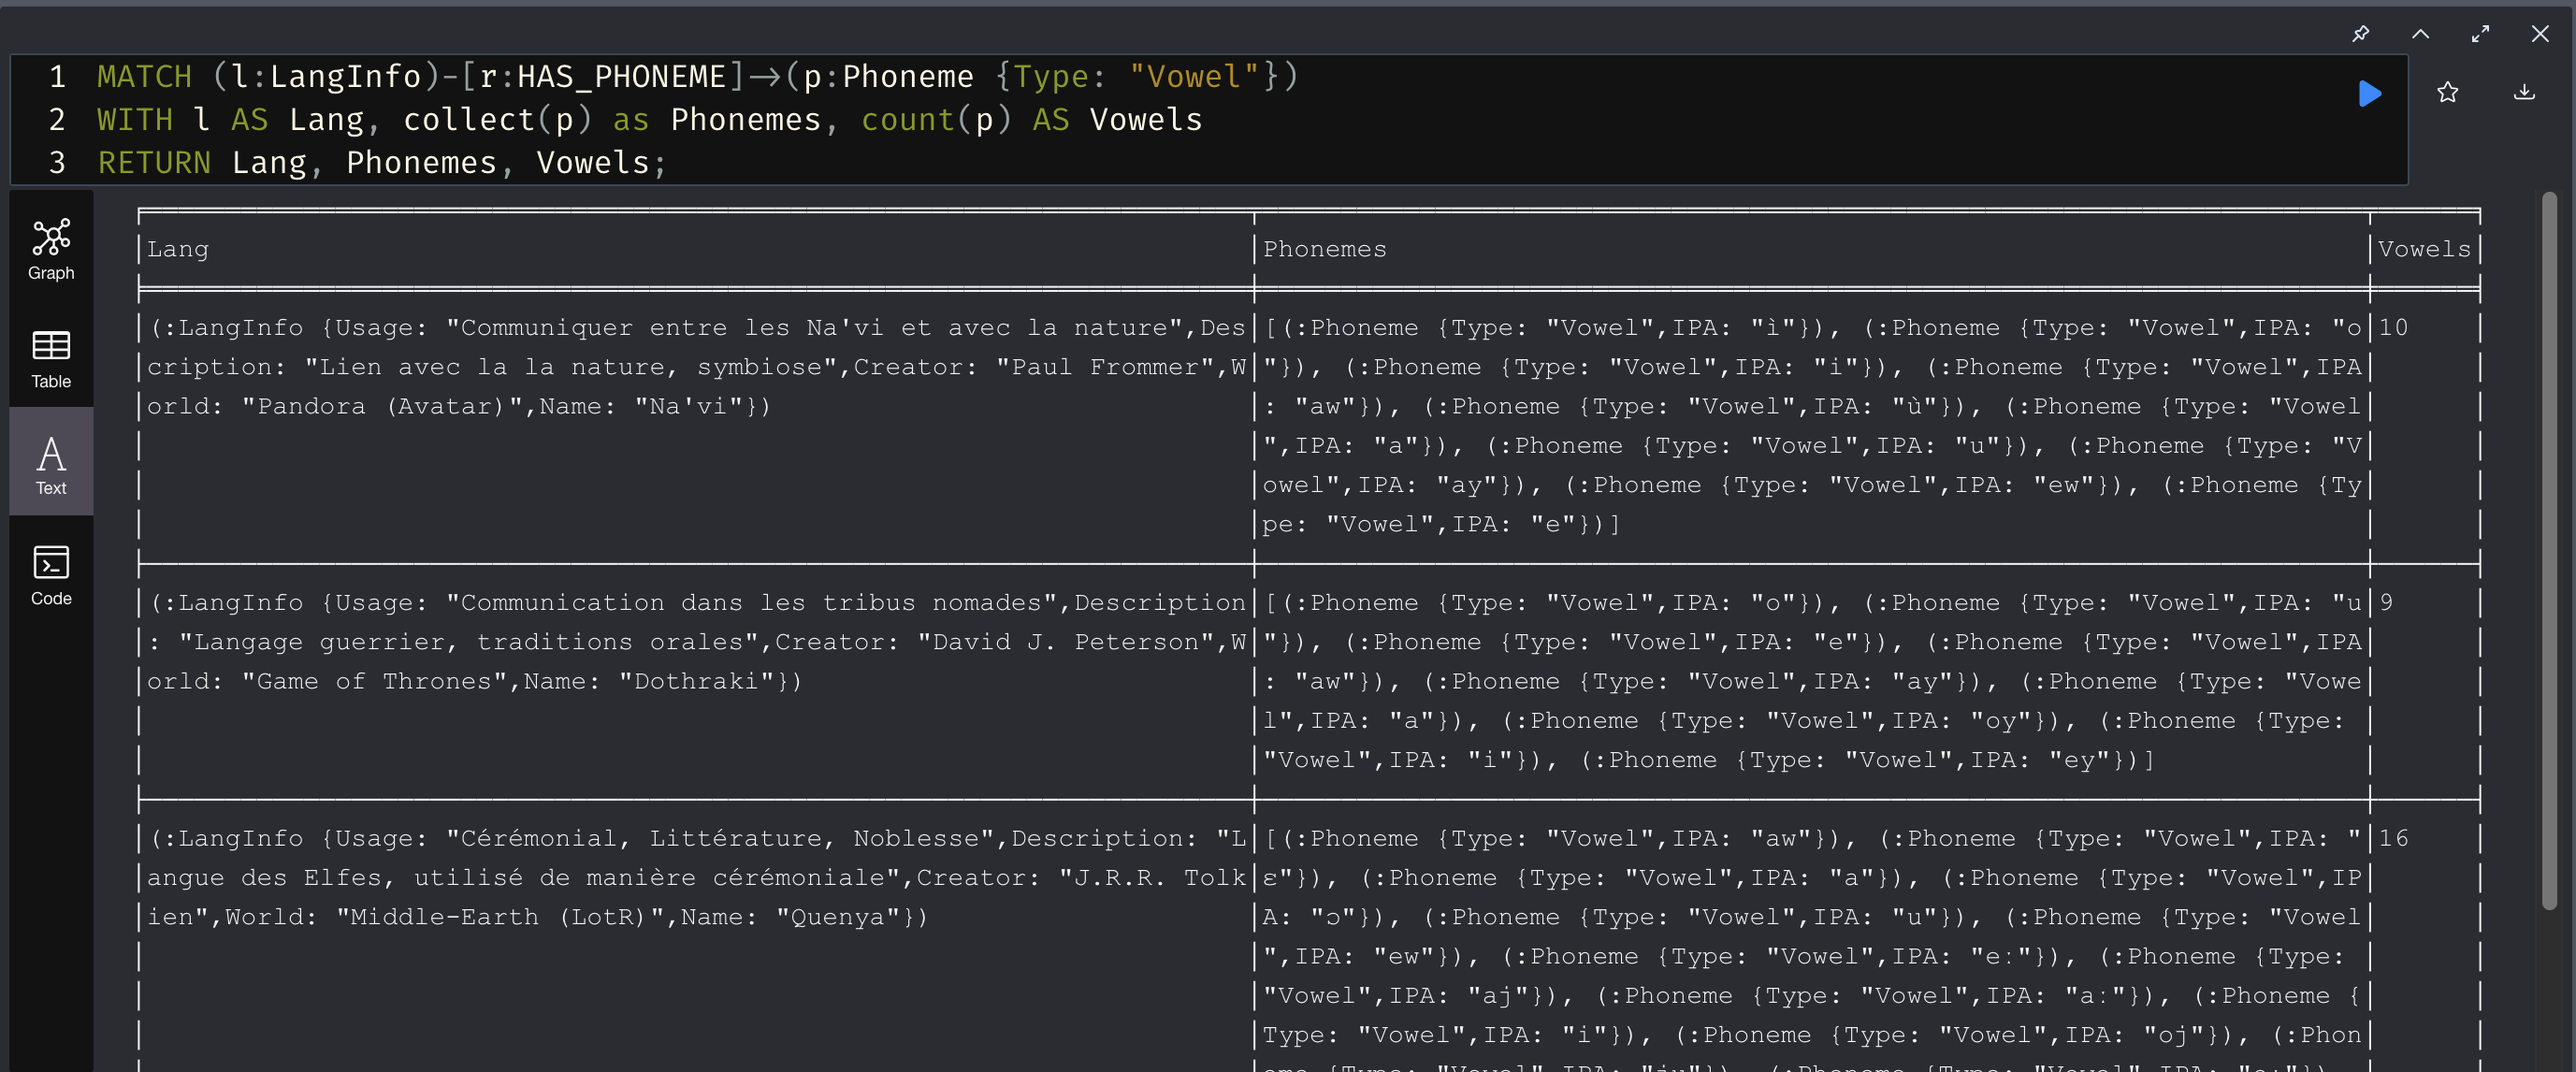 1 MATCH (l:LangInfo)-[r:HAS_PHONEME]→(p:Phoneme {Type: "Vowel"})
2 WITH l AS Lang, collect(p) as Phonemes, count(p) AS Vowels
3 RETURN Lang, Phonemes, Vowels;
Graph
Table
Text
Code
Lang
Phonemes
Vowels
(:LangInfo {Usage: "Communiquer entre les Na'vi et avec la nature",Des
cription: "Lien avec la la nature, symbiose",Creator: "Paul Frommer",W
orld: "Pandora (Avatar)",Name: "Na'vi"})
[(:Phoneme {Type: "Vowel",IPA: "ì"}), (:Phoneme {Type: "Vowel",IPA: "o
"}), (:Phoneme {Type: "Vowel",IPA: "i"}), (:Phoneme {Type: "Vowel",IPA
: "aw"}), (:Phoneme {Type: "Vowel",IPA: "ù"}), (:Phoneme {Type: "Vowel
",IPA: "a"}), (:Phoneme {Type: "Vowel",IPA: "u"}), (:Phoneme {Type: "V
owel",IPA: "ay"}), (:Phoneme {Type: "Vowel",IPA: "ew"}), (:Phoneme {Ty
pe: "Vowel",IPA: "e"})]
10
(:LangInfo {Usage: "Communication dans les tribus nomades",Description
: "Langage guerrier, traditions orales",Creator: "David J. Peterson",W
orld: "Game of Thrones",Name: "Dothraki"})
[(:Phoneme {Type: "Vowel",IPA: "o"}), (:Phoneme {Type: "Vowel",IPA: "u
"}), (:Phoneme {Type: "Vowel",IPA: "e"}), (:Phoneme {Type: "Vowel",IPA
: "aw"}), (:Phoneme {Type: "Vowel",IPA: "ay"}), (:Phoneme {Type: "Vowe
l",IPA: "a"}), (:Phoneme {Type: "Vowel",IPA: "oy"}), (:Phoneme {Type:
"Vowel",IPA: "i"}), (:Phoneme {Type: "Vowel",IPA: "ey"})]
9
(:LangInfo {Usage: "Cérémonial, Littérature, Noblesse",Description: "L
angue des Elfes, utilisé de manière cérémoniale",Creator: "J.R.R. Tolk
ien",World: "Middle-Earth (LotR)",Name: "Quenya"})
[(:Phoneme {Type: "Vowel",IPA: "aw"}), (:Phoneme {Type: "Vowel",IPA: "
ɛ"}), (:Phoneme {Type: "Vowel",IPA: "a"}), (:Phoneme {Type: "Vowel",IP
A: "ɔ"}), (:Phoneme {Type: "Vowel",IPA: "u"}), (:Phoneme {Type: "Vowel
",IPA: "ew"}), (:Phoneme {Type: "Vowel",IPA: "eː"}), (:Phoneme {Type:
"Vowel",IPA: "aj"}), (:Phoneme {Type: "Vowel",IPA: "aː"}), (:Phoneme {
Type: "Vowel",IPA: "i"}), (:Phoneme {Type: "Vowel",IPA: "oj"}), (:Phon
16